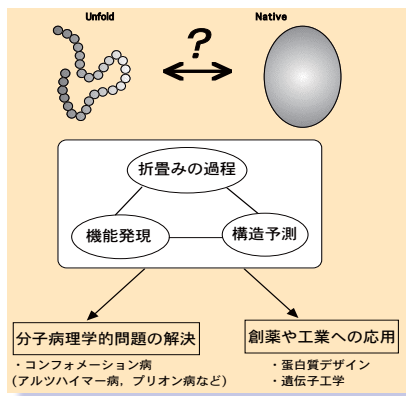 Unfold
Native
?
折畳みの過程
機能発現
構造予測
分子病理学的問題の解決
・コンフォメーション病
(アルツハイマー病，プリオン病など)
創薬や工業への応用
・蛋白質デザイン
・遺伝子工学